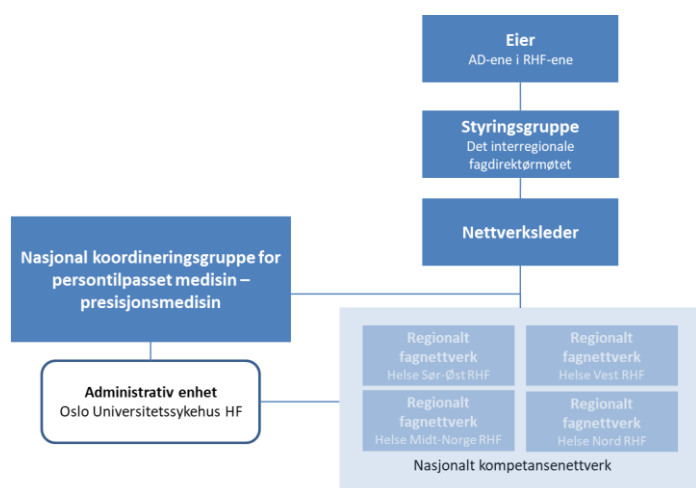 Eier
AD-ene i RHF-ene
Styringsgruppe
Det interregionale
fagdirektørmøtet
Nettverksleder
Nasjonal koordineringsgruppe for
persontilpasset medisin –
presisjonsmedisin
Administrativ enhet
Oslo Universitetssykehus HF
Regionalt
fagnettverk
Helse Sør-Øst RHF
Regionalt
fagnettverk
Helse Vest RHF
Regionalt
fagnettverk
Helse Midt-Norge RHF
Regionalt
fagnettverk
Helse Nord RHF
Nasjonalt kompetansenettverk